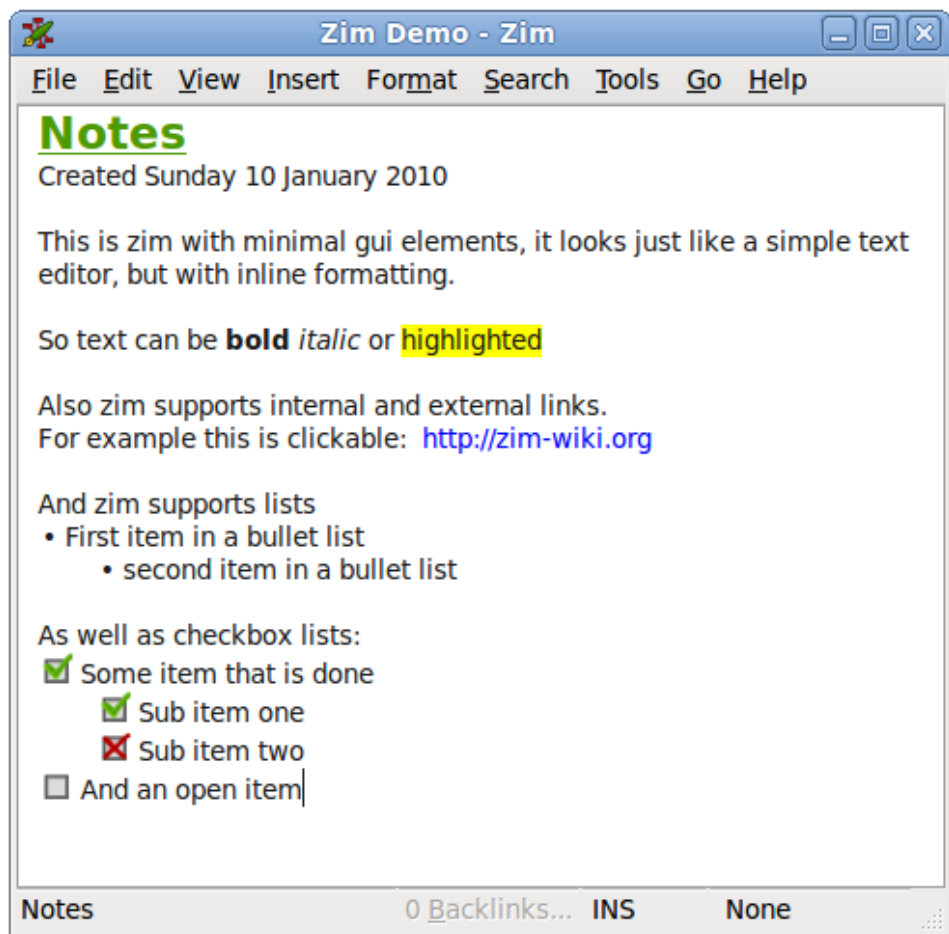 Zim Demo - Zim
File Edit View Insert Format Search Tools Go Help
Notes
Created Sunday 10 January 2010
This is zim with minimal gui elements, it looks just like a simple text
editor, but with inline formatting.
So text can be bold italic or highlighted
Also zim supports internal and external links.
For example this is clickable:  http://zim-wiki.org
And zim supports lists
• First item in a bullet list
• second item in a bullet list
As well as checkbox lists:
Some item that is done
Sub item one
Sub item two
And an open item
Notes 0 Backlinks... INS None